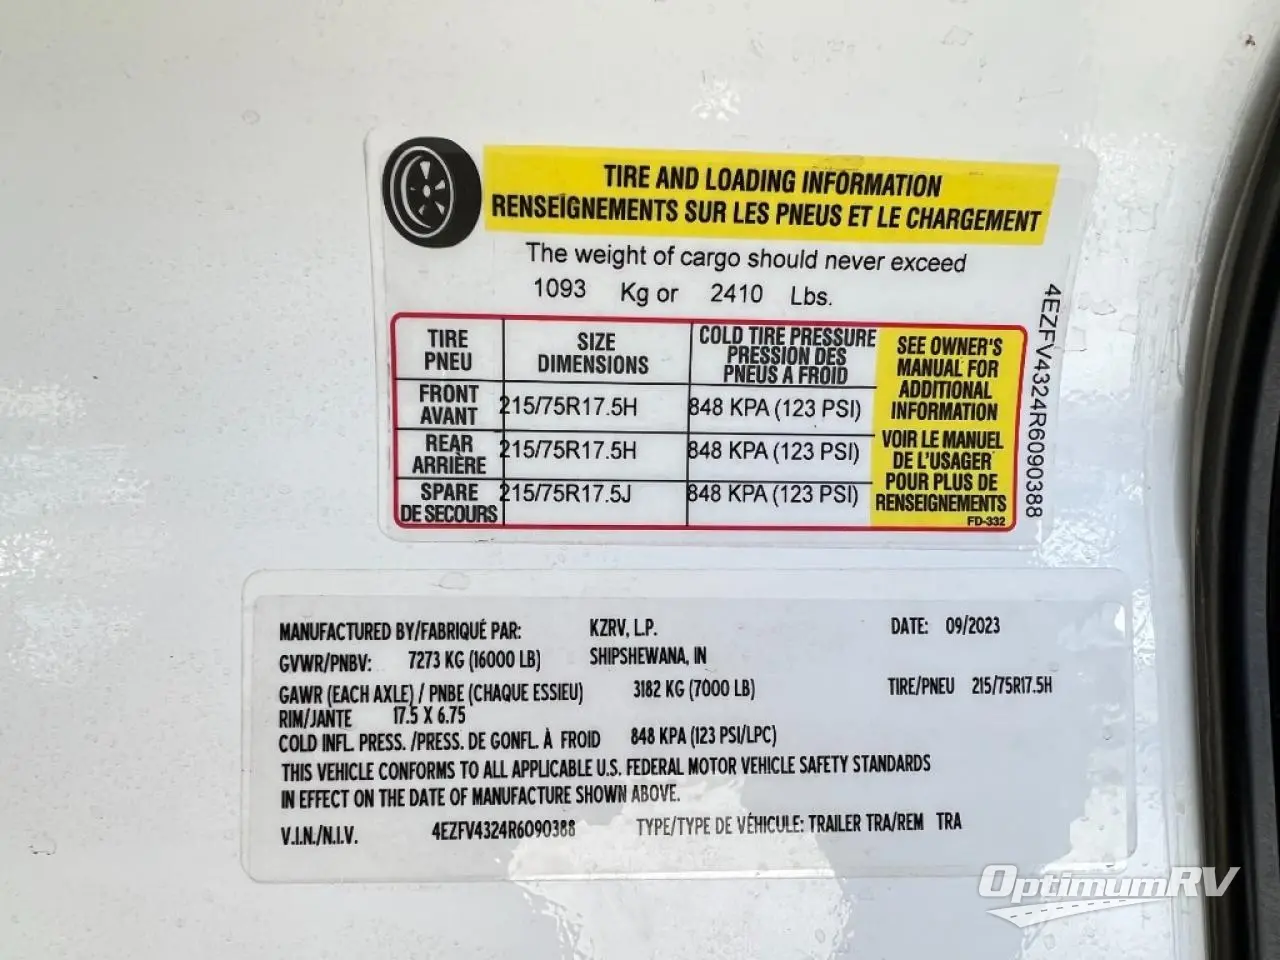 TIRE AND LOADING INFORMATION
RENSEIGNEMENTS SUR LES PNEUS ET LE CHARGEMENT
The weight of cargo should never exceed
1093 Kg or 2410 Lbs.
TIRE PNEU SIZE DIMENSIONS COLD TIRE PRESSURE PRESSION DES PNEUS A FROID
FRONT AVANT 215/75R17.5H 848 KPA (123 PSI)
REAR ARRIÈRE 215/75R17.5H 848 KPA (123 PSI)
SPARE DE SECOURS 215/75R17.5J 848 KPA (123 PSI)
SEE OWNER'S
MANUAL FOR
ADDITIONAL
INFORMATION
VOIR LE MANUEL
DE L'USAGER
POUR PLUS DE
RENSEIGNEMENTS
FD-332
4EZFV4324R6090388
MANUFACTURED BY/FABRIQUÉ PAR: KZRV, L.P. DATE: 09/2023
GVWR/PNBV: 7273 KG (16000 LB) SHIPSHEWANA, IN
GAWR (EACH AXLE) / PNBE (CHAQUE ESSIEU) 3182 KG (7000 LB) TIRE/PNEU 215/75R17.5H
RIM/JANTE 17.5 X 6.75
COLD INFL. PRESS. /PRESS. DE GONFL. À FROID 848 KPA (123 PSI/LPC)
THIS VEHICLE CONFORMS TO ALL APPLICABLE U.S. FEDERAL MOTOR VEHICLE SAFETY STANDARDS
IN EFFECT ON THE DATE OF MANUFACTURE SHOWN ABOVE.
V.I.N./N.I.V. 4EZFV4324R6090388 TYPE/TYPE DE VÉHICULE: TRAILER TRA/REM TRA
OptimumRV